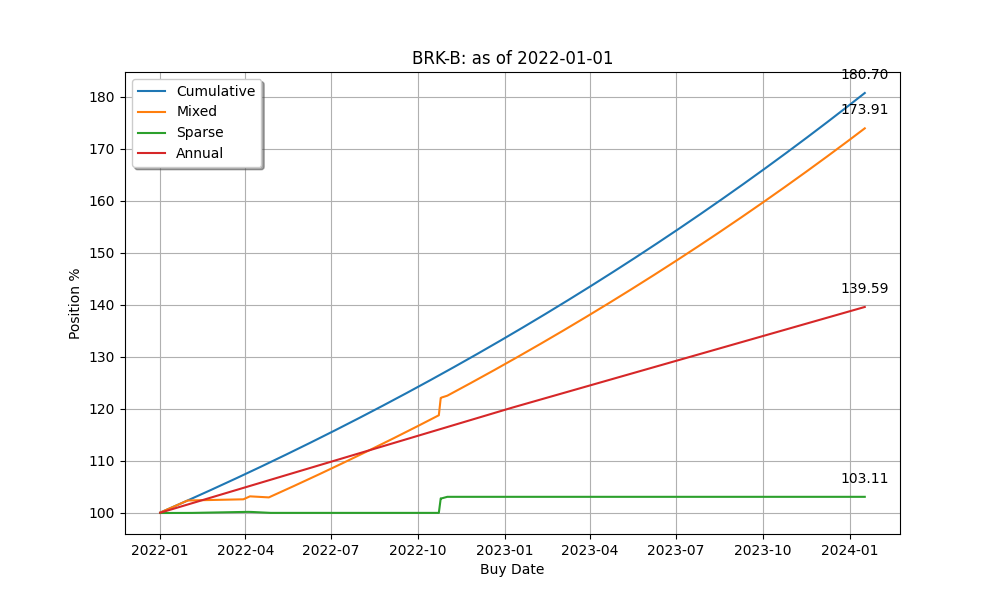 BRK-B: as of 2022-01-01
180.70
Cumulative
Mixed
Sparse
Annual
173.91
139.59
103.11
180
170
160
150
140
130
120
110
100
Position %
2022-01 2022-04 2022-07 2022-10 2023-01 2023-04 2023-07 2023-10 2024-01
Buy Date